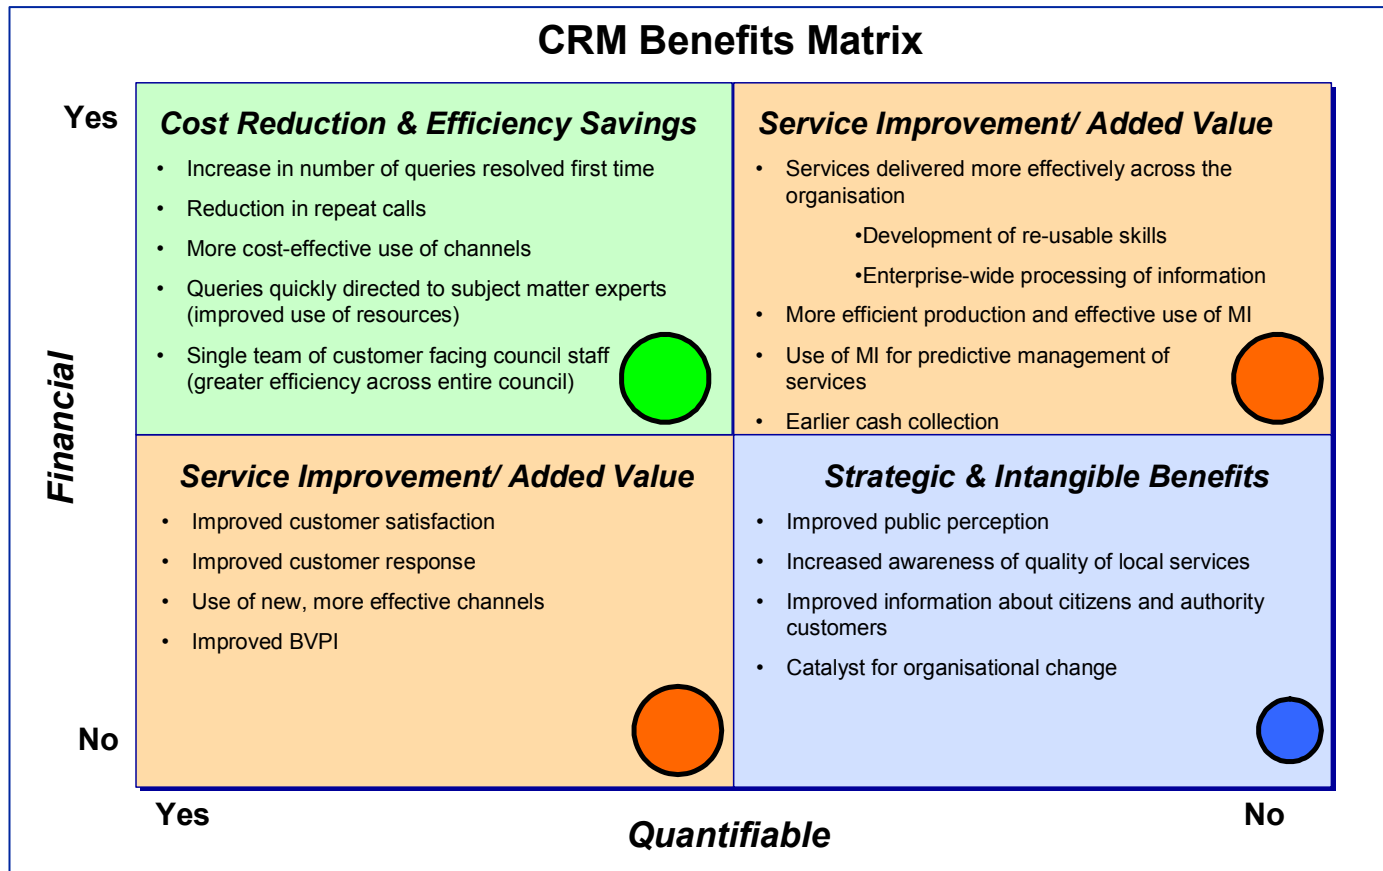 CRM Benefits Matrix
Yes
Financial
No
Cost Reduction & Efficiency Savings
• Increase in number of queries resolved first time
• Reduction in repeat calls
• More cost-effective use of channels
• Queries quickly directed to subject matter experts
(improved use of resources)
• Single team of customer facing council staff
(greater efficiency across entire council)
Service Improvement/ Added Value
• Services delivered more effectively across the
organisation
•Development of re-usable skills
•Enterprise-wide processing of information
• More efficient production and effective use of MI
• Use of MI for predictive management of
services
• Earlier cash collection
Service Improvement/ Added Value
• Improved customer satisfaction
• Improved customer response
• Use of new, more effective channels
• Improved BVPI
Strategic & Intangible Benefits
• Improved public perception
• Increased awareness of quality of local services
• Improved information about citizens and authority
customers
• Catalyst for organisational change
Yes
Quantifiable
No